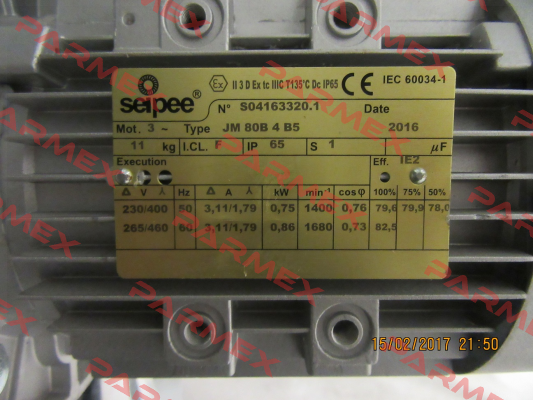 seipee®
Ex II 3 D Ex tc IIIC T135°C Dc IP65 CE IEC 60034-1
N° S04163320.1 Date
Mot. 3 ~ Type JM 80B 4 B5 2016
11 kg I.CL. F IP 65 S 1 µF
Execution Eff. IE2
Δ V Hz Δ A kW min⁻¹ cosφ 100% 75% 50%
230/400 50 3,11/1,79 0,75 1400 0,76 79,6 79,9 78,0
265/460 60 3,11/1,79 0,86 1680 0,73 82,5
15/02/2017 21:50
PARMEX
PARMEX
PARMEX
PARMEX
PARMEX
PARMEX